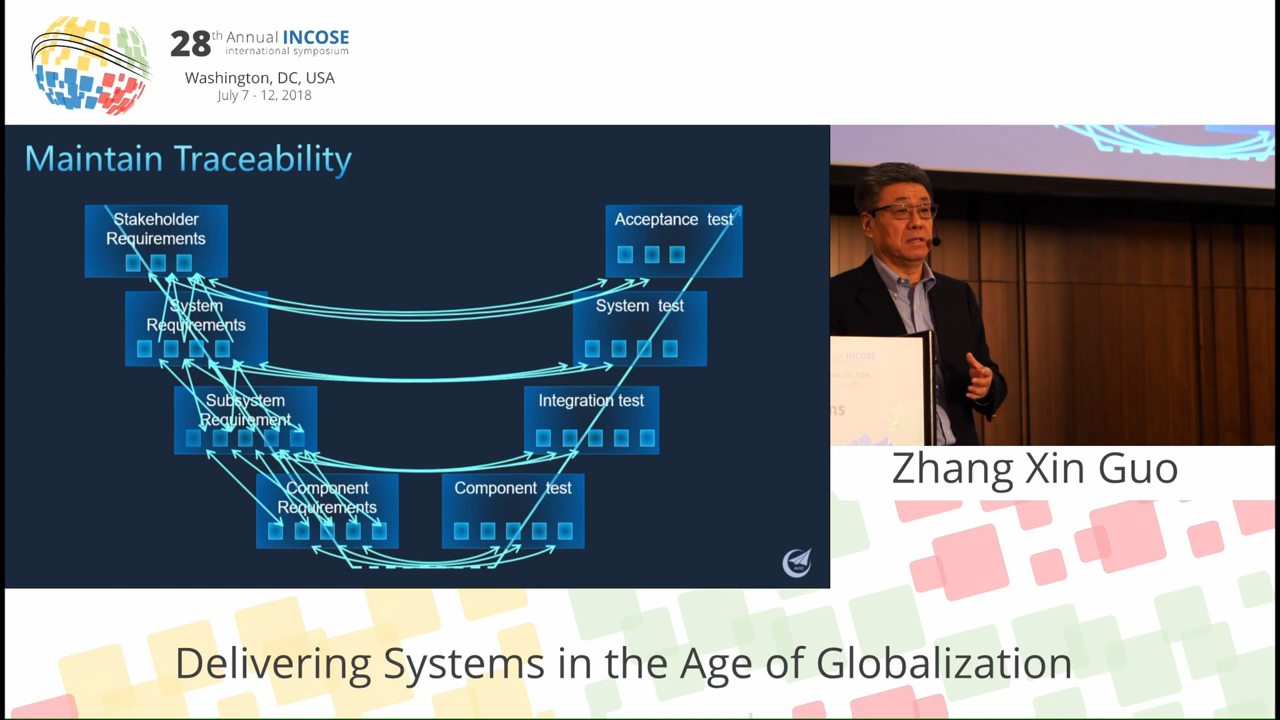 28th Annual INCOSE
international symposium
Washington, DC, USA
July 7 - 12, 2018
Maintain Traceability
Stakeholder
Requirements
Acceptance test
System
Requirements
System test
Subsystem
Requirement
Integration test
Component
Requirements
Component test
INCOSE
Zhang Xin Guo
Delivering Systems in the Age of Globalization